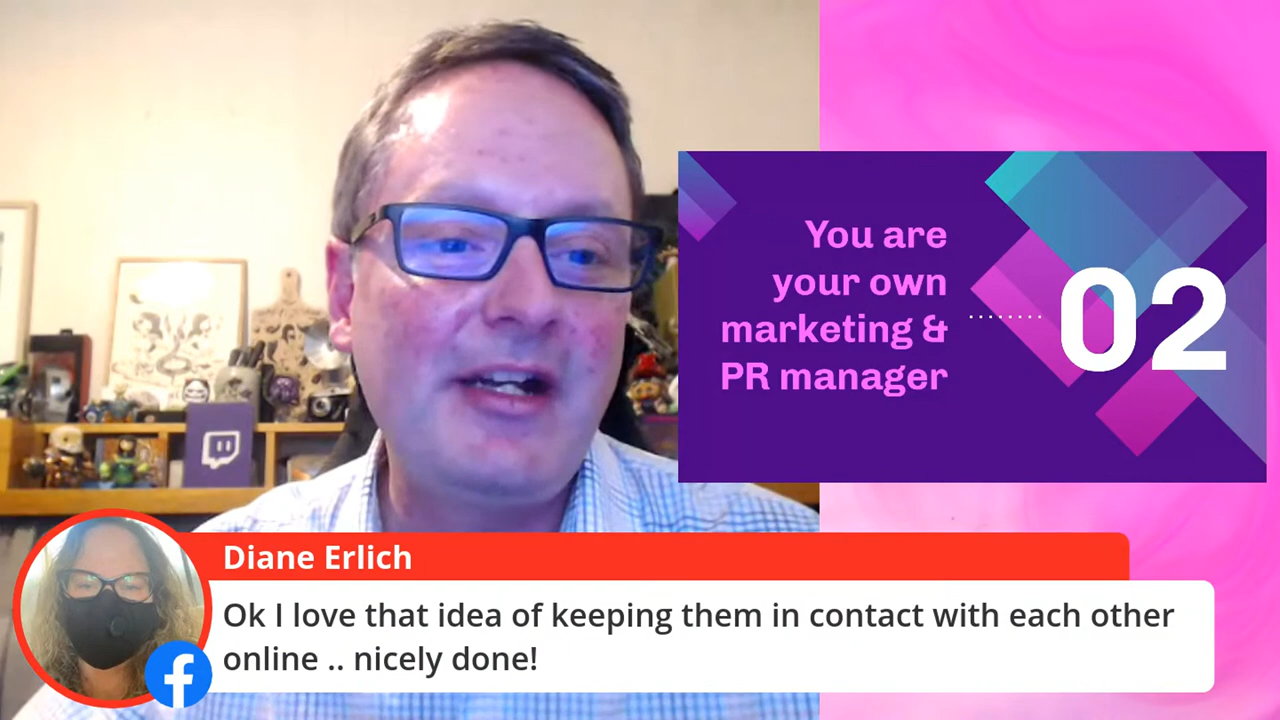 You are
your own
marketing &
PR manager
02
Diane Erlich
Ok I love that idea of keeping them in contact with each other
online .. nicely done!